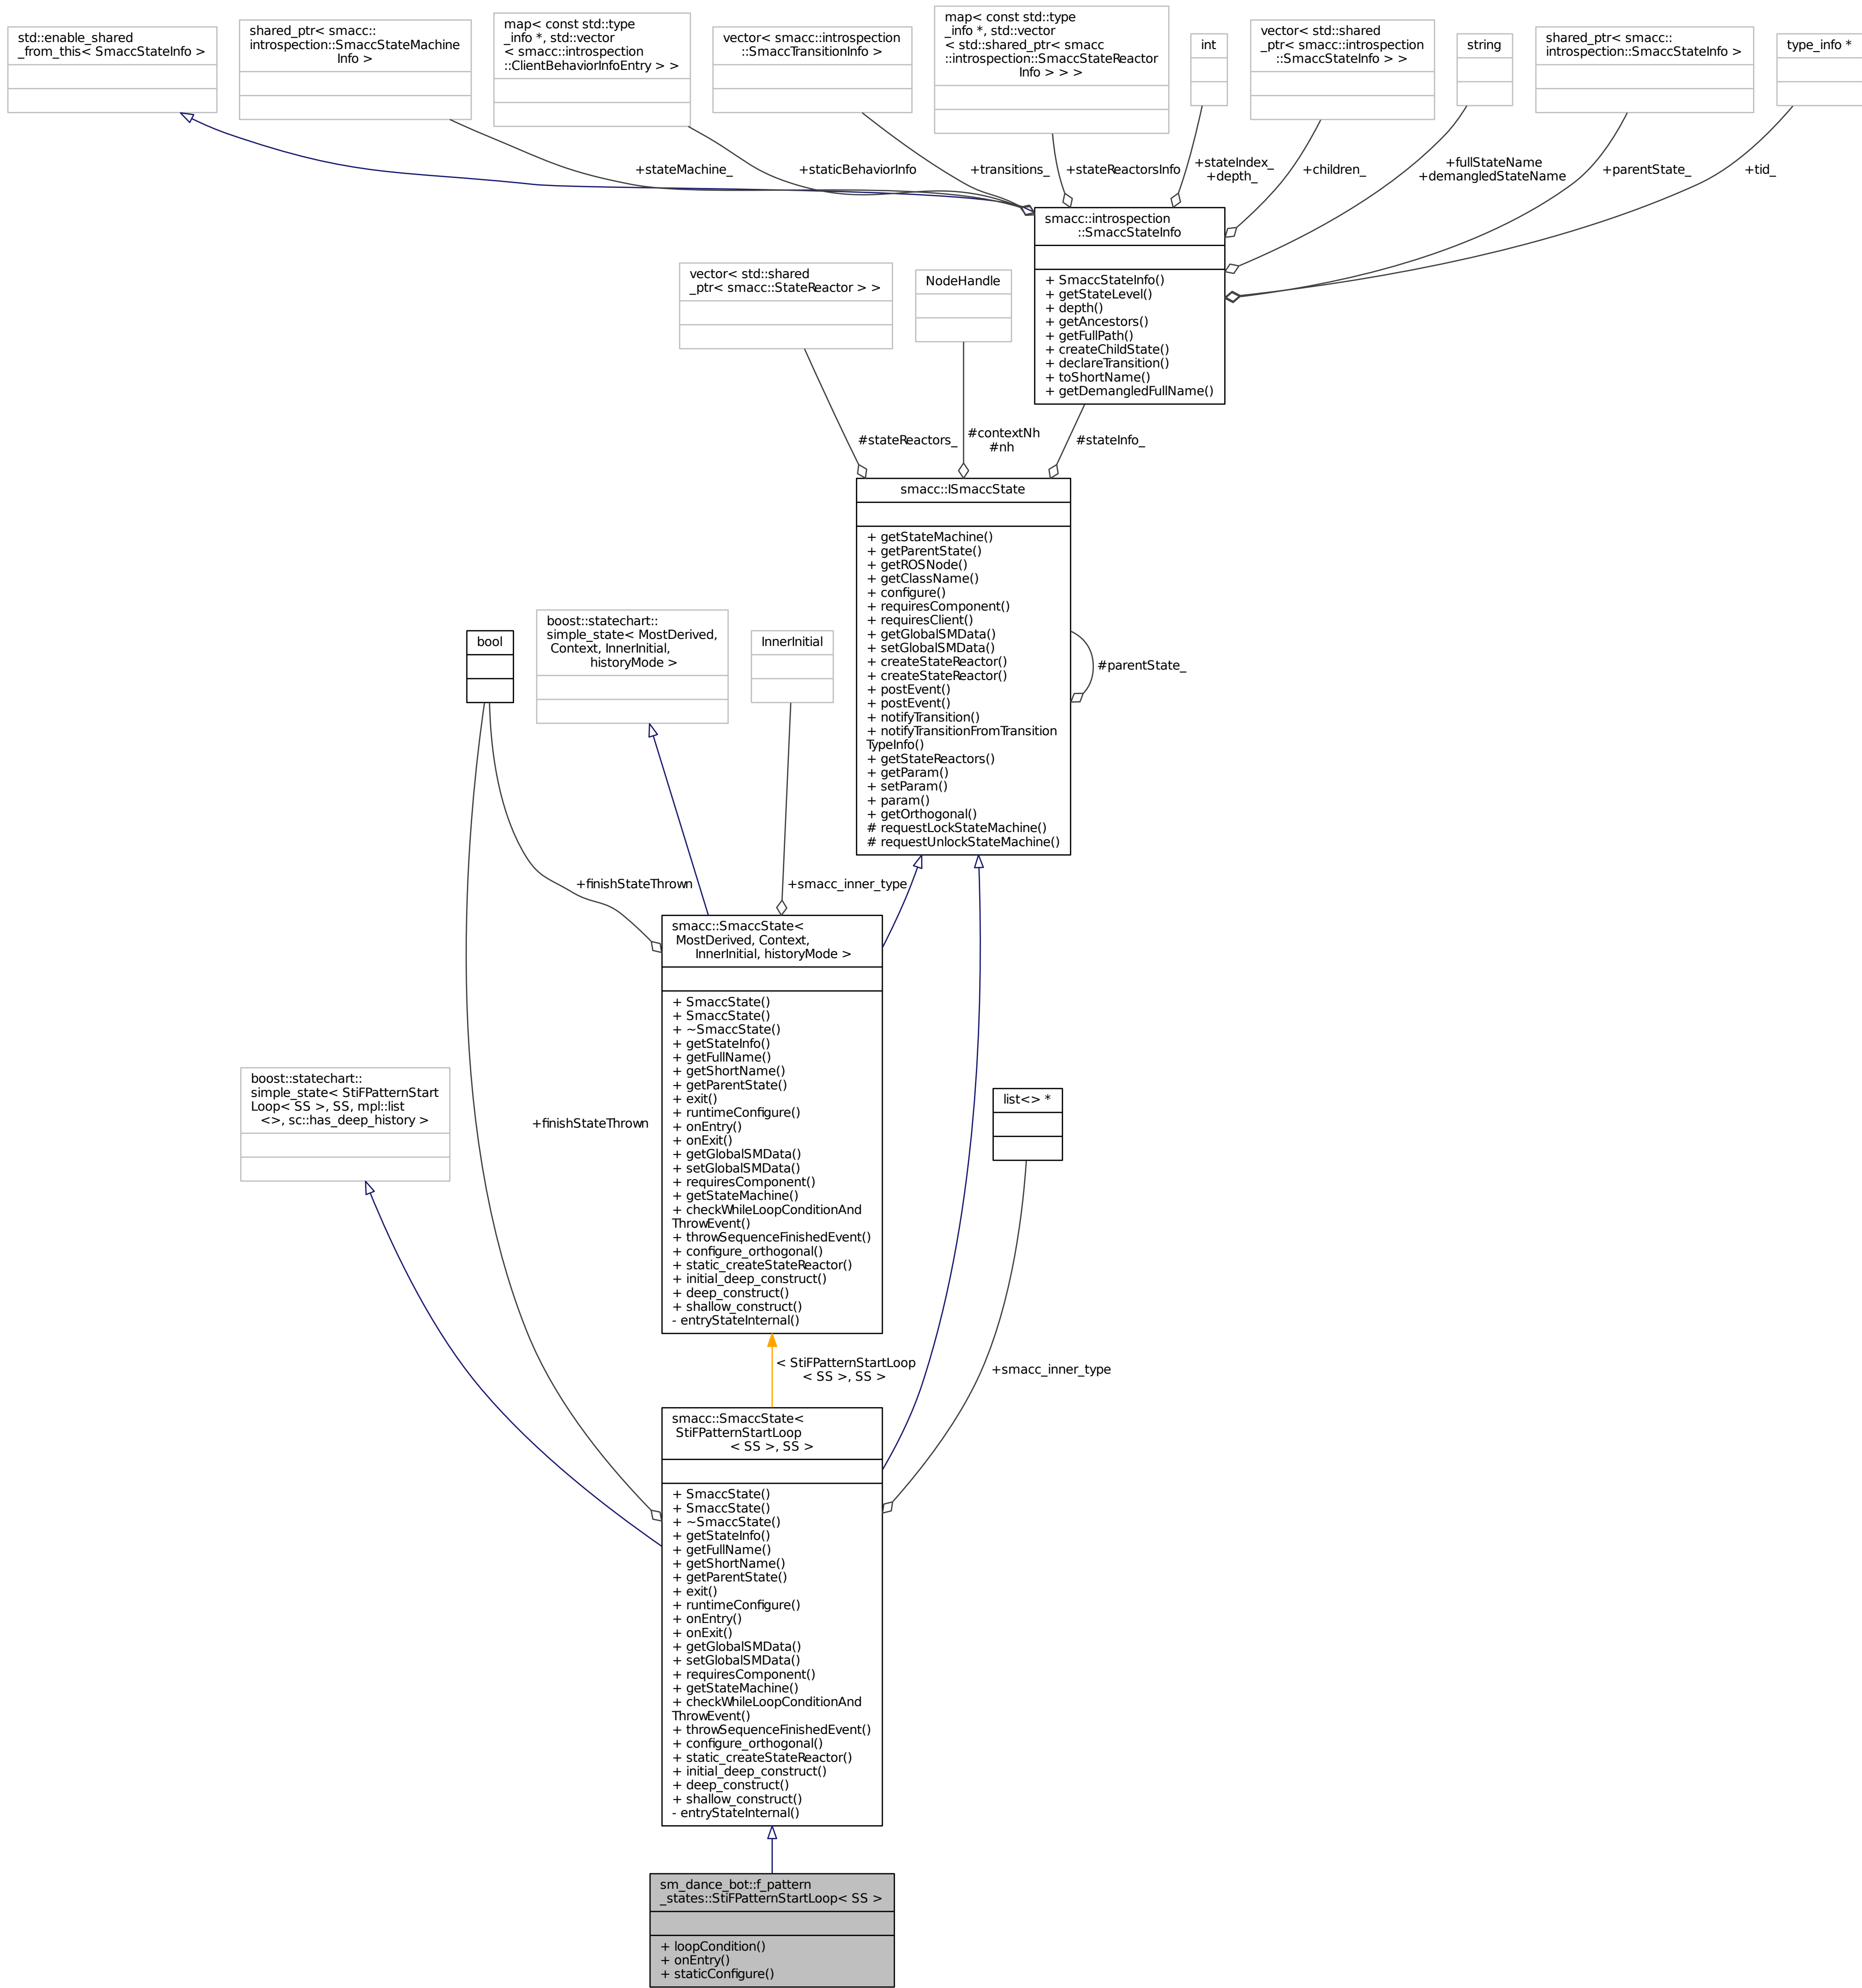 std::enable_shared
_from_this< SmaccStateInfo >
shared_ptr< smacc::
introspection::SmaccStateMachine
Info >
map< const std::type
_info *, std::vector
< smacc::introspection
::ClientBehaviorInfoEntry > >
vector< smacc::introspection
::SmaccTransitionInfo >
map< const std::type
_info *, std::vector
< std::shared_ptr< smacc
::introspection::SmaccStateReactor
Info > > >
int
vector< std::shared
_ptr< smacc::introspection
::SmaccStateInfo > >
string
shared_ptr< smacc::
introspection::SmaccStateInfo >
type_info *
+stateMachine_
+staticBehaviorInfo
+transitions_
+stateReactorsInfo
+stateIndex_
+depth_
+children_
+fullStateName
+demangledStateName
+parentState_
+tid_
smacc::introspection
::SmaccStateInfo
+ SmaccStateInfo()
+ getStateLevel()
+ depth()
+ getAncestors()
+ getFullPath()
+ createChildState()
+ declareTransition()
+ toShortName()
+ getDemangledFullName()
vector< std::shared
_ptr< smacc::StateReactor > >
NodeHandle
#stateReactors_
#contextNh
#nh
#stateInfo_
smacc::ISmaccState
+ getStateMachine()
+ getParentState()
+ getROSNode()
+ getClassName()
+ configure()
+ requiresComponent()
+ requiresClient()
+ getGlobalSMData()
+ setGlobalSMData()
+ createStateReactor()
+ createStateReactor()
+ postEvent()
+ postEvent()
+ notifyTransition()
+ notifyTransitionFromTransition
TypeInfo()
+ getStateReactors()
+ getParam()
+ setParam()
+ param()
+ getOrthogonal()
# requestLockStateMachine()
# requestUnlockStateMachine()
#parentState_
bool
boost::statechart::
simple_state< MostDerived,
Context, InnerInitial,
historyMode >
InnerInitial
+finishStateThrown
+smacc_inner_type
smacc::SmaccState<
MostDerived, Context,
InnerInitial, historyMode >
+ SmaccState()
+ SmaccState()
+ ~SmaccState()
+ getStateInfo()
+ getFullName()
+ getShortName()
+ getParentState()
+ exit()
+ runtimeConfigure()
+ onEntry()
+ onExit()
+ getGlobalSMData()
+ setGlobalSMData()
+ requiresComponent()
+ getStateMachine()
+ checkWhileLoopConditionAnd
ThrowEvent()
+ throwSequenceFinishedEvent()
+ configure_orthogonal()
+ static_createStateReactor()
+ initial_deep_construct()
+ deep_construct()
+ shallow_construct()
- entryStateInternal()
boost::statechart::
simple_state< StiFPatternStart
Loop< SS >, SS, mpl::list
<>, sc::has_deep_history >
+finishStateThrown
list<> *
< StiFPatternStartLoop
< SS >, SS >
+smacc_inner_type
smacc::SmaccState<
StiFPatternStartLoop
< SS >, SS >
+ SmaccState()
+ SmaccState()
+ ~SmaccState()
+ getStateInfo()
+ getFullName()
+ getShortName()
+ getParentState()
+ exit()
+ runtimeConfigure()
+ onEntry()
+ onExit()
+ getGlobalSMData()
+ setGlobalSMData()
+ requiresComponent()
+ getStateMachine()
+ checkWhileLoopConditionAnd
ThrowEvent()
+ throwSequenceFinishedEvent()
+ configure_orthogonal()
+ static_createStateReactor()
+ initial_deep_construct()
+ deep_construct()
+ shallow_construct()
- entryStateInternal()
sm_dance_bot::f_pattern
_states::StiFPatternStartLoop< SS >
+ loopCondition()
+ onEntry()
+ staticConfigure()